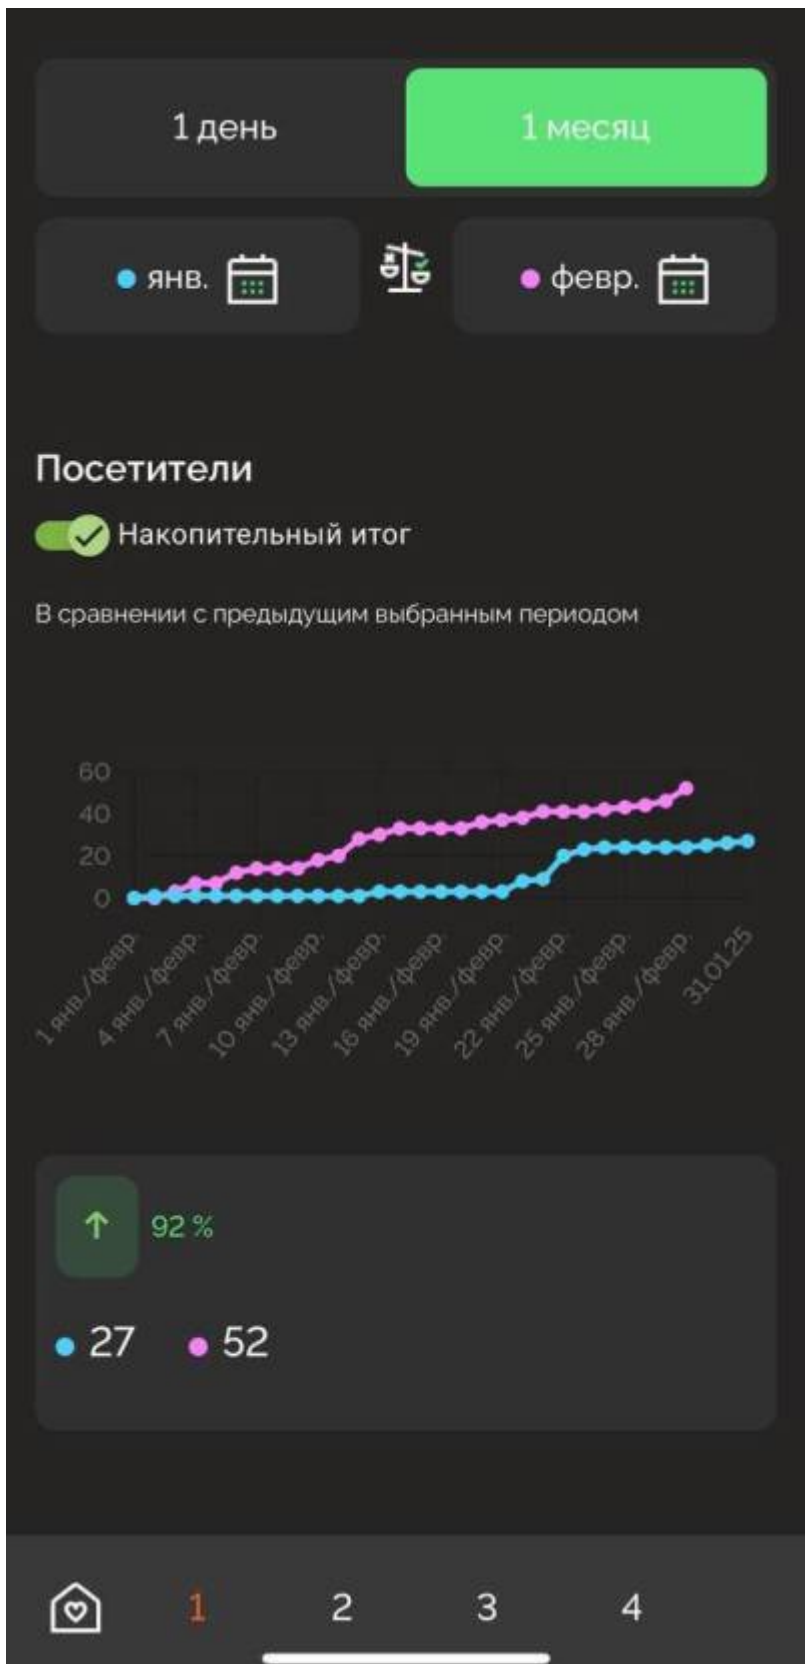 1 день
1 месяц
янв.
февр.
Посетители
Накопительный итог
В сравнении с предыдущим выбранным периодом
60
40
20
0
1 янв./февр.
4 янв./февр.
7 янв./февр.
10 янв./февр.
13 янв./февр.
16 янв./февр.
19 янв./февр.
22 янв./февр.
25 янв./февр.
28 янв./февр.
31.01.25
92 %
27
52
1
2
3
4